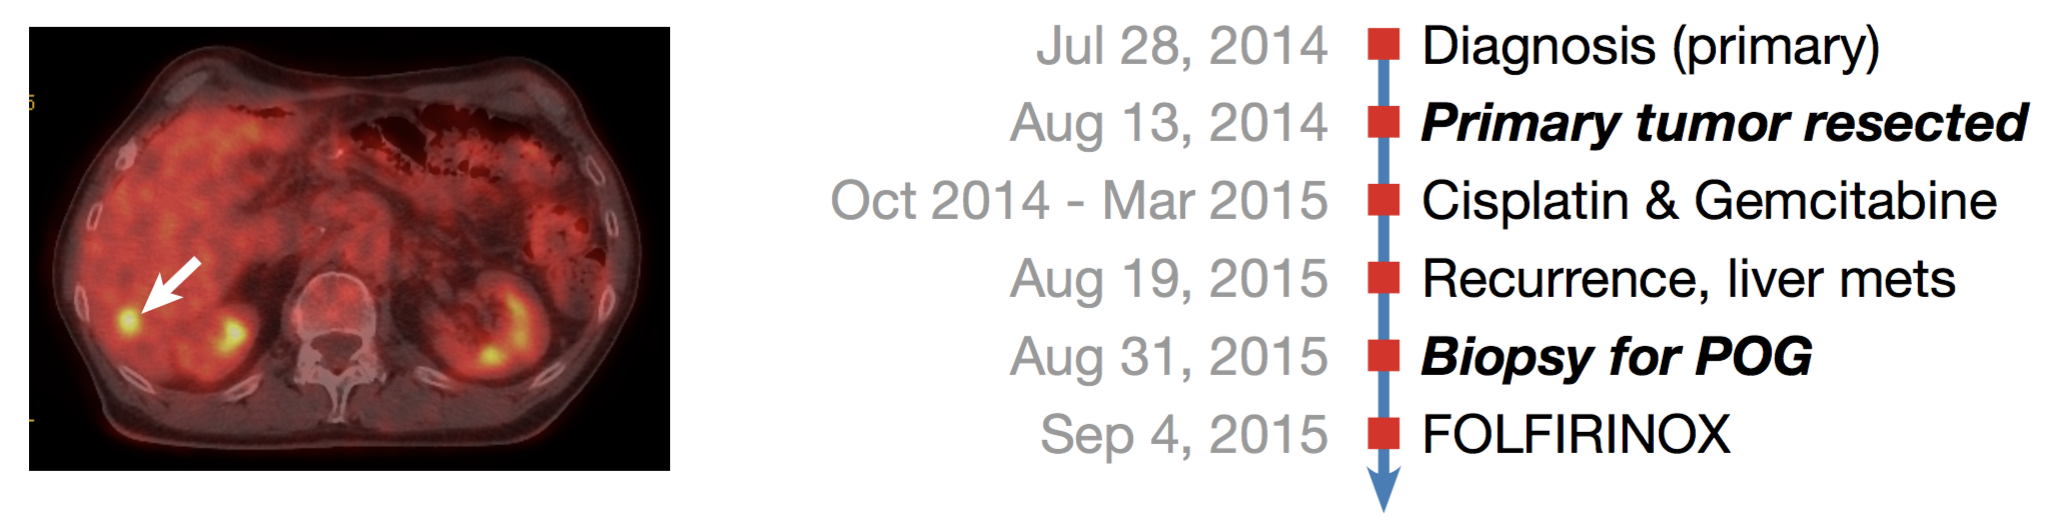 Jul 28, 2014 Diagnosis (primary)
Aug 13, 2014 Primary tumor resected
Oct 2014 - Mar 2015 Cisplatin & Gemcitabine
Aug 19, 2015 Recurrence, liver mets
Aug 31, 2015 Biopsy for POG
Sep 4, 2015 FOLFIRINOX
5